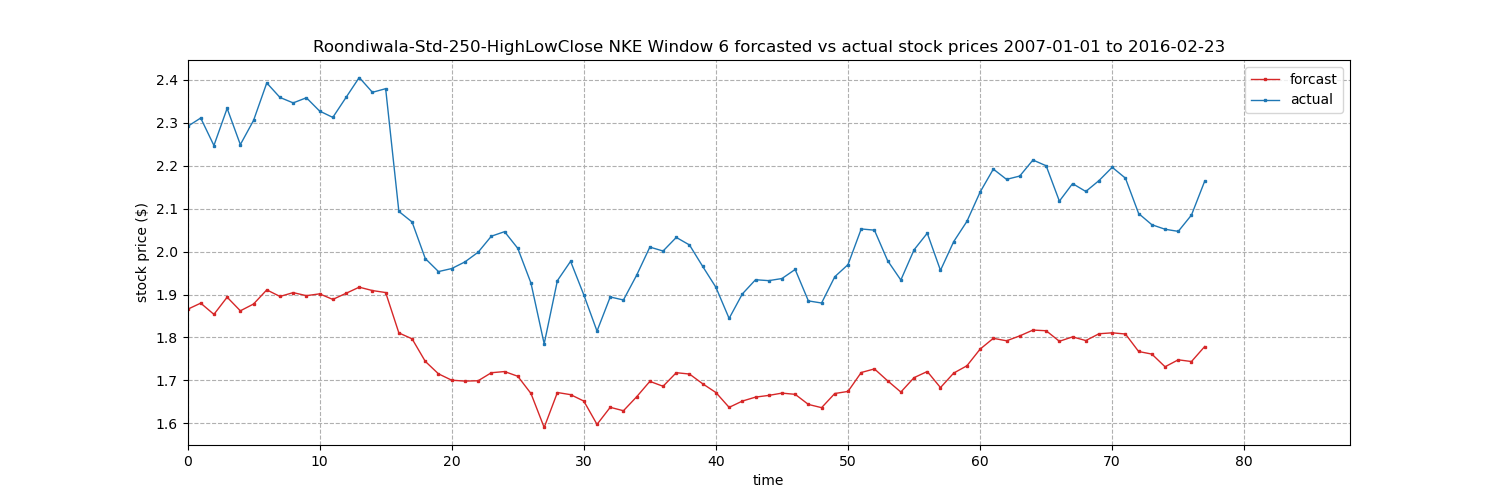 Roondiwala-Std-250-HighLowClose NKE Window 6 forcasted vs actual stock prices 2007-01-01 to 2016-02-23
forcast
actual
stock price ($)
2.4
2.3
2.2
2.1
2.0
1.9
1.8
1.7
1.6
0 10 20 30 40 50 60 70 80
time